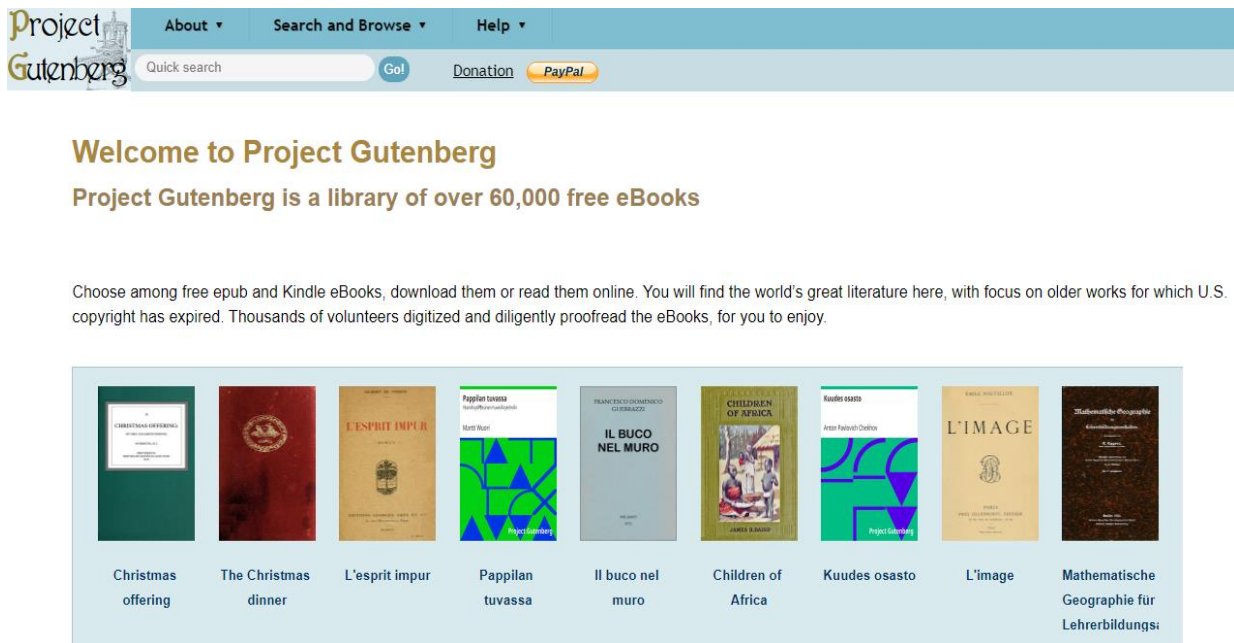 Project
Gutenberg
About ▾ Search and Browse ▾ Help ▾
Quick search Go! Donation PayPal
Welcome to Project Gutenberg
Project Gutenberg is a library of over 60,000 free eBooks
Choose among free epub and Kindle eBooks, download them or read them online. You will find the world's great literature here, with focus on older works for which U.S.
copyright has expired. Thousands of volunteers digitized and diligently proofread the eBooks, for you to enjoy.
CHRISTMAS OFFERING
L'ESPRIT IMPUR
Pappilan tuvassa
Martti Wuori
Project Gutenberg
FRANCESCO DOMENICO
GUERRAZZI
IL BUCO
NEL MURO
CHILDREN
OF AFRICA
JAMES B. BAIRD
Kuudes osasto
Anton Pavlovich Chekhov
Project Gutenberg
L'IMAGE
PARIS
Mathematische Geographie
Christmas
offering
The Christmas
dinner
L'esprit impur
Pappilan
tuvassa
Il buco nel
muro
Children of
Africa
Kuudes osasto
L'image
Mathematische
Geographie für
Lehrerbildungsa